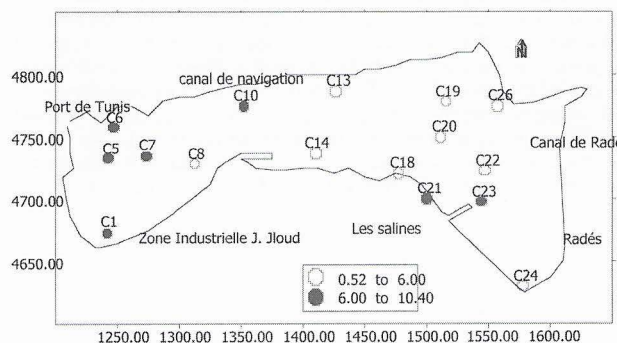 N
4800.00
4750.00
4700.00
4650.00
canal de navigation
C13
C19
C26
Port de Tunis
C10
C6
C20
Canal de Rade
C5
C7
C8
C14
C18
C22
C21
C23
C1
Zone Industrielle J. Jloud
Les salines
Radés
C24
0.52 to 6.00
6.00 to 10.40
1250.00 1300.00 1350.00 1400.00 1450.00 1500.00 1550.00 1600.00